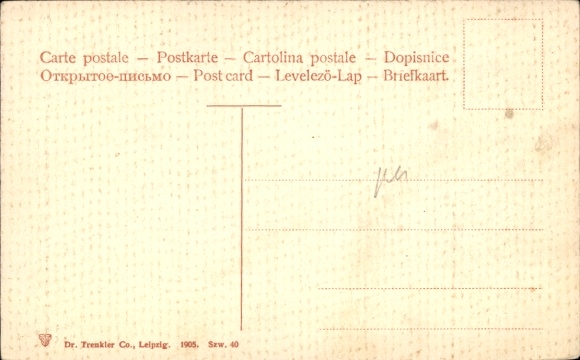 Carte postale — Postkarte — Cartolina postale — Dopisnice
Открытое-письмо — Post card — Levelezö-Lap — Briefkaart.
Dr. Trenkler Co., Leipzig. 1905. Szw. 40